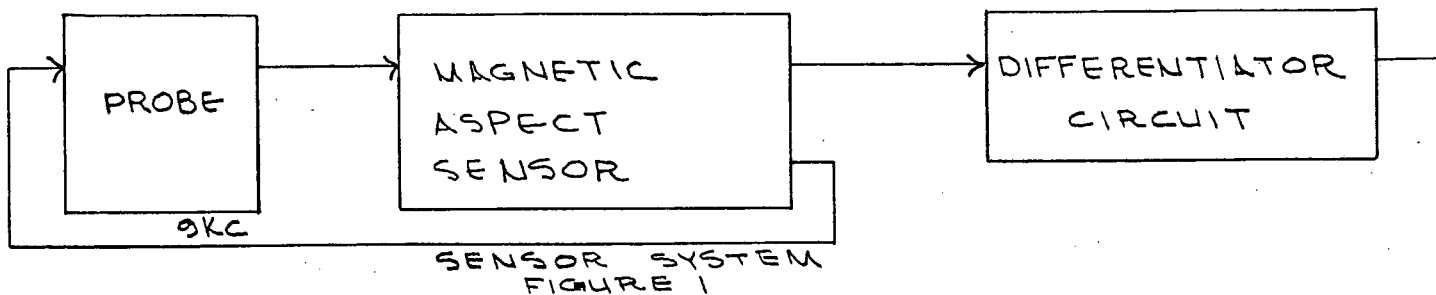 PROBE
MAGNETIC
ASPECT
SENSOR
DIFFERENTIATOR
CIRCUIT
9KC
SENSOR SYSTEM
FIGURE 1